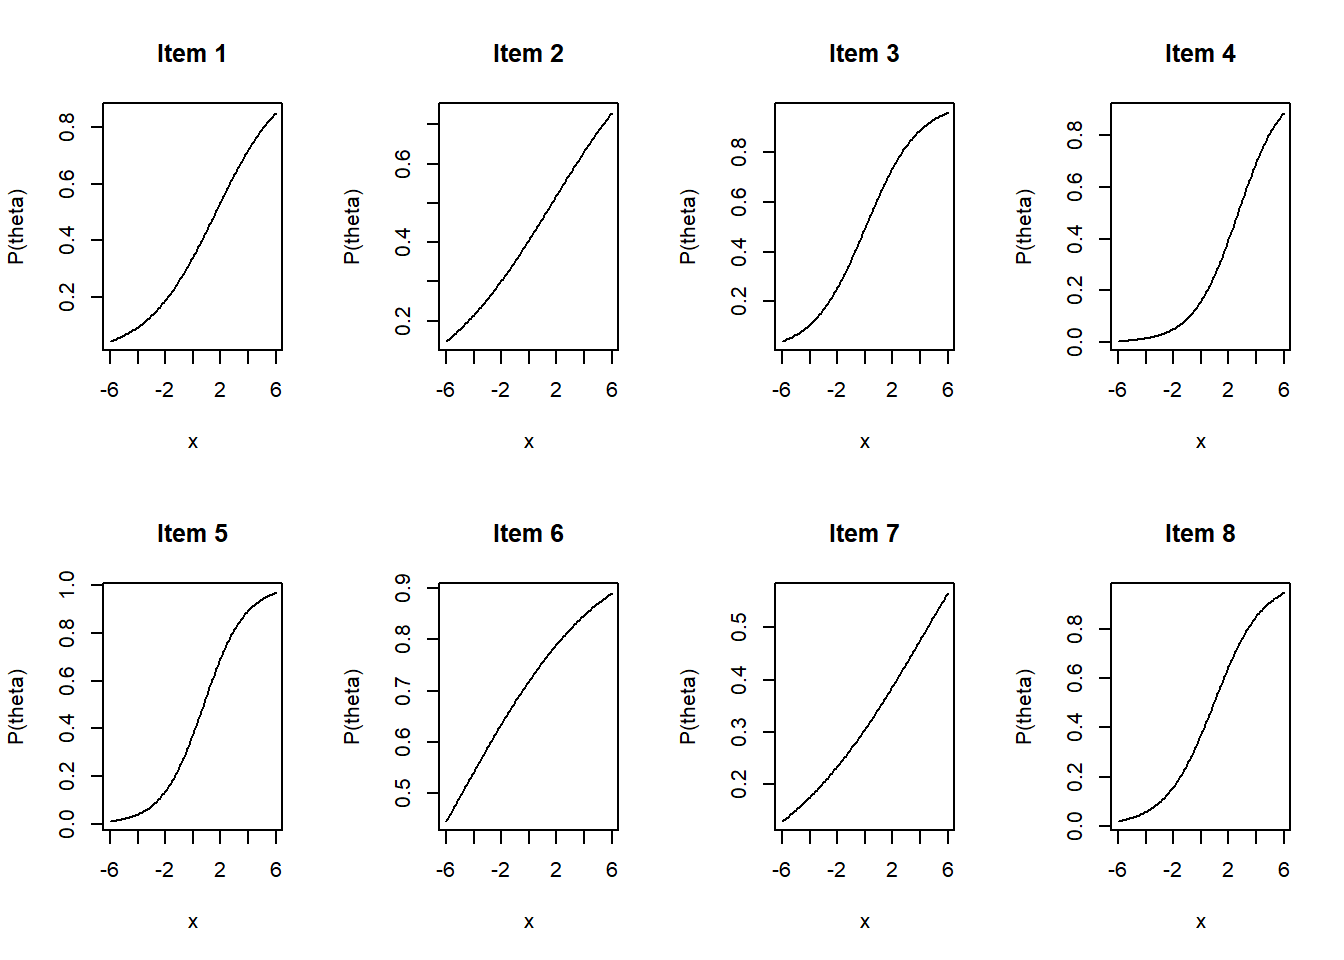 Item 1
P(theta)
0.2 0.4 0.6 0.8
-6 -2 2 6
x
Item 2
P(theta)
0.2 0.4 0.6
-6 -2 2 6
x
Item 3
P(theta)
0.2 0.4 0.6 0.8
-6 -2 2 6
x
Item 4
P(theta)
0.0 0.2 0.4 0.6 0.8
-6 -2 2 6
x
Item 5
P(theta)
0.0 0.2 0.4 0.6 0.8 1.0
-6 -2 2 6
x
Item 6
P(theta)
0.5 0.6 0.7 0.8 0.9
-6 -2 2 6
x
Item 7
P(theta)
0.2 0.3 0.4 0.5
-6 -2 2 6
x
Item 8
P(theta)
0.0 0.2 0.4 0.6 0.8
-6 -2 2 6
x